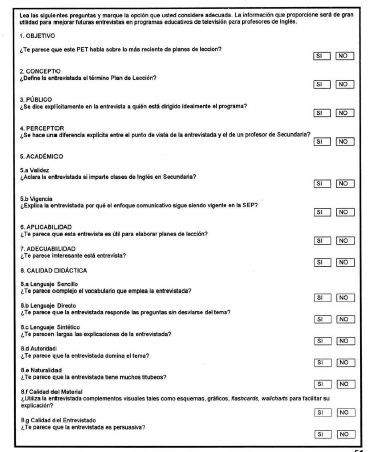 Lea las siguientes preguntas y marque la opción que usted considere adecuada. La información que proporcione será de gran
utilidad para mejorar futuras entrevistas en programas educativos de televisión para profesores de Inglés.
1. OBJETIVO
¿Te parece que este PET habla sobre lo más reciente de planes de leccion?
SI NO
2. CONCEPTO
¿Define la entrevistada el término Plan de Lección?
SI NO
3. PÚBLICO
¿Se dice explícitamente en la entrevista a quién está dirigido idealmente el programa?
SI NO
4. PERCEPTOR
¿Se hace una diferencia explícita entre el punto de vista de la entrevistada y el de un profesor de Secundaria?
SI NO
5. ACADÉMICO
5.a Validez
¿Aclara la entrevistada si imparte clases de Inglés en Secundaria?
SI NO
5.b Vigencia
¿Explica la entrevistada por qué el enfoque comunicativo sigue siendo vigente en la SEP?
SI NO
6. APLICABILIDAD
¿Te parece que esta entrevista es útil para elaborar planes de lección?
SI NO
7. ADECUABILIDAD
¿Te parece interesante está entrevista?
SI NO
8. CALIDAD DIDÁCTICA
8.a Lenguaje Sencillo
¿Te parece complejo el vocabulario que emplea la entrevistada?
SI NO
8.b Lenguaje Directo
¿Te parece que la entrevistada responde las preguntas sin desviarse del tema?
SI NO
8.c Lenguaje Sintético
¿Te parecen largas las explicaciones de la entrevistada?
SI NO
8.d Autoridad
¿Te parece que la entrevistada domina el tema?
SI NO
8.e Naturalidad
¿Te parece que la entrevistada tiene muchos titubeos?
SI NO
8.f Calidad del Material
¿Utiliza la entrevistada complementos visuales tales como esquemas, gráficos, flashcards, wallcharts para facilitar su
explicación?
SI NO
8.g Calidad del Entrevistado
¿Te parece que la entrevistada es persuasiva?
SI NO